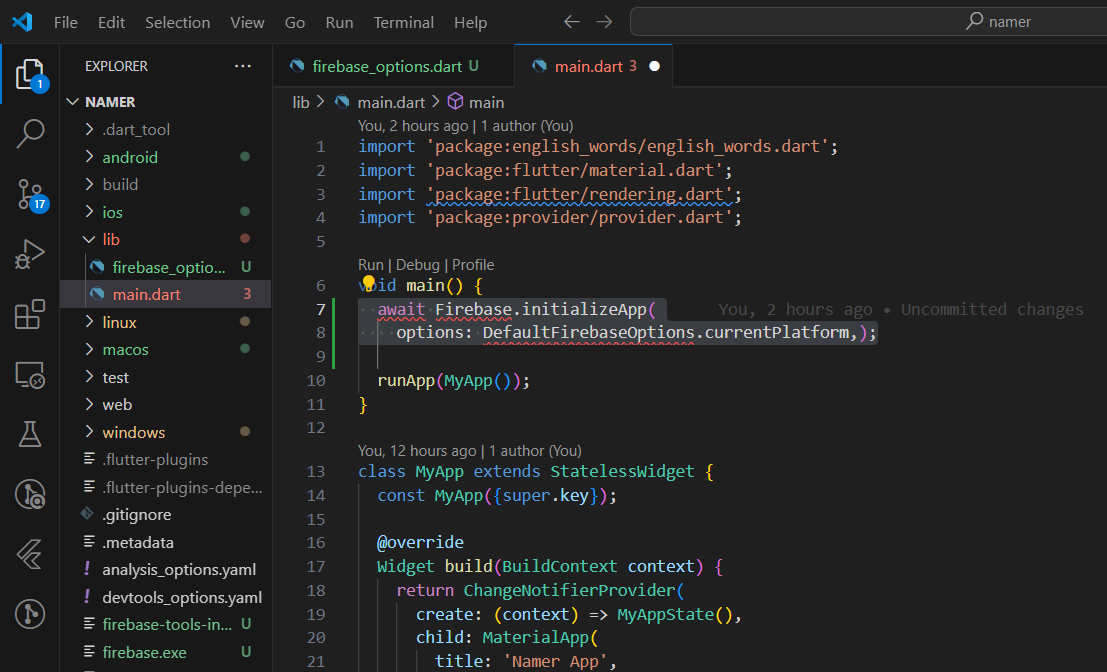 File Edit Selection View Go Run Terminal Help namer
EXPLORER
NAMER
.dart_tool
android
build
ios
lib
firebase_optio... U
main.dart 3
linux
macos
test
web
windows
.flutter-plugins
.flutter-plugins-depe...
.gitignore
.metadata
analysis_options.yaml
devtools_options.yaml
firebase-tools-in... U
firebase.exe U
1
17
firebase_options.dart U main.dart 3
lib > main.dart > main
You, 2 hours ago | 1 author (You)
1 import 'package:english_words/english_words.dart';
2 import 'package:flutter/material.dart';
3 import 'package:flutter/rendering.dart';
4 import 'package:provider/provider.dart';
5
Run | Debug | Profile
6 void main() {
7 await Firebase.initializeApp( You, 2 hours ago • Uncommitted changes
8 options: DefaultFirebaseOptions.currentPlatform,);
9
10 runApp(MyApp());
11 }
12
You, 12 hours ago | 1 author (You)
13 class MyApp extends StatelessWidget {
14 const MyApp({super.key});
15
16 @override
17 Widget build(BuildContext context) {
18 return ChangeNotifierProvider(
19 create: (context) => MyAppState(),
20 child: MaterialApp(
21 title: 'Namer App',